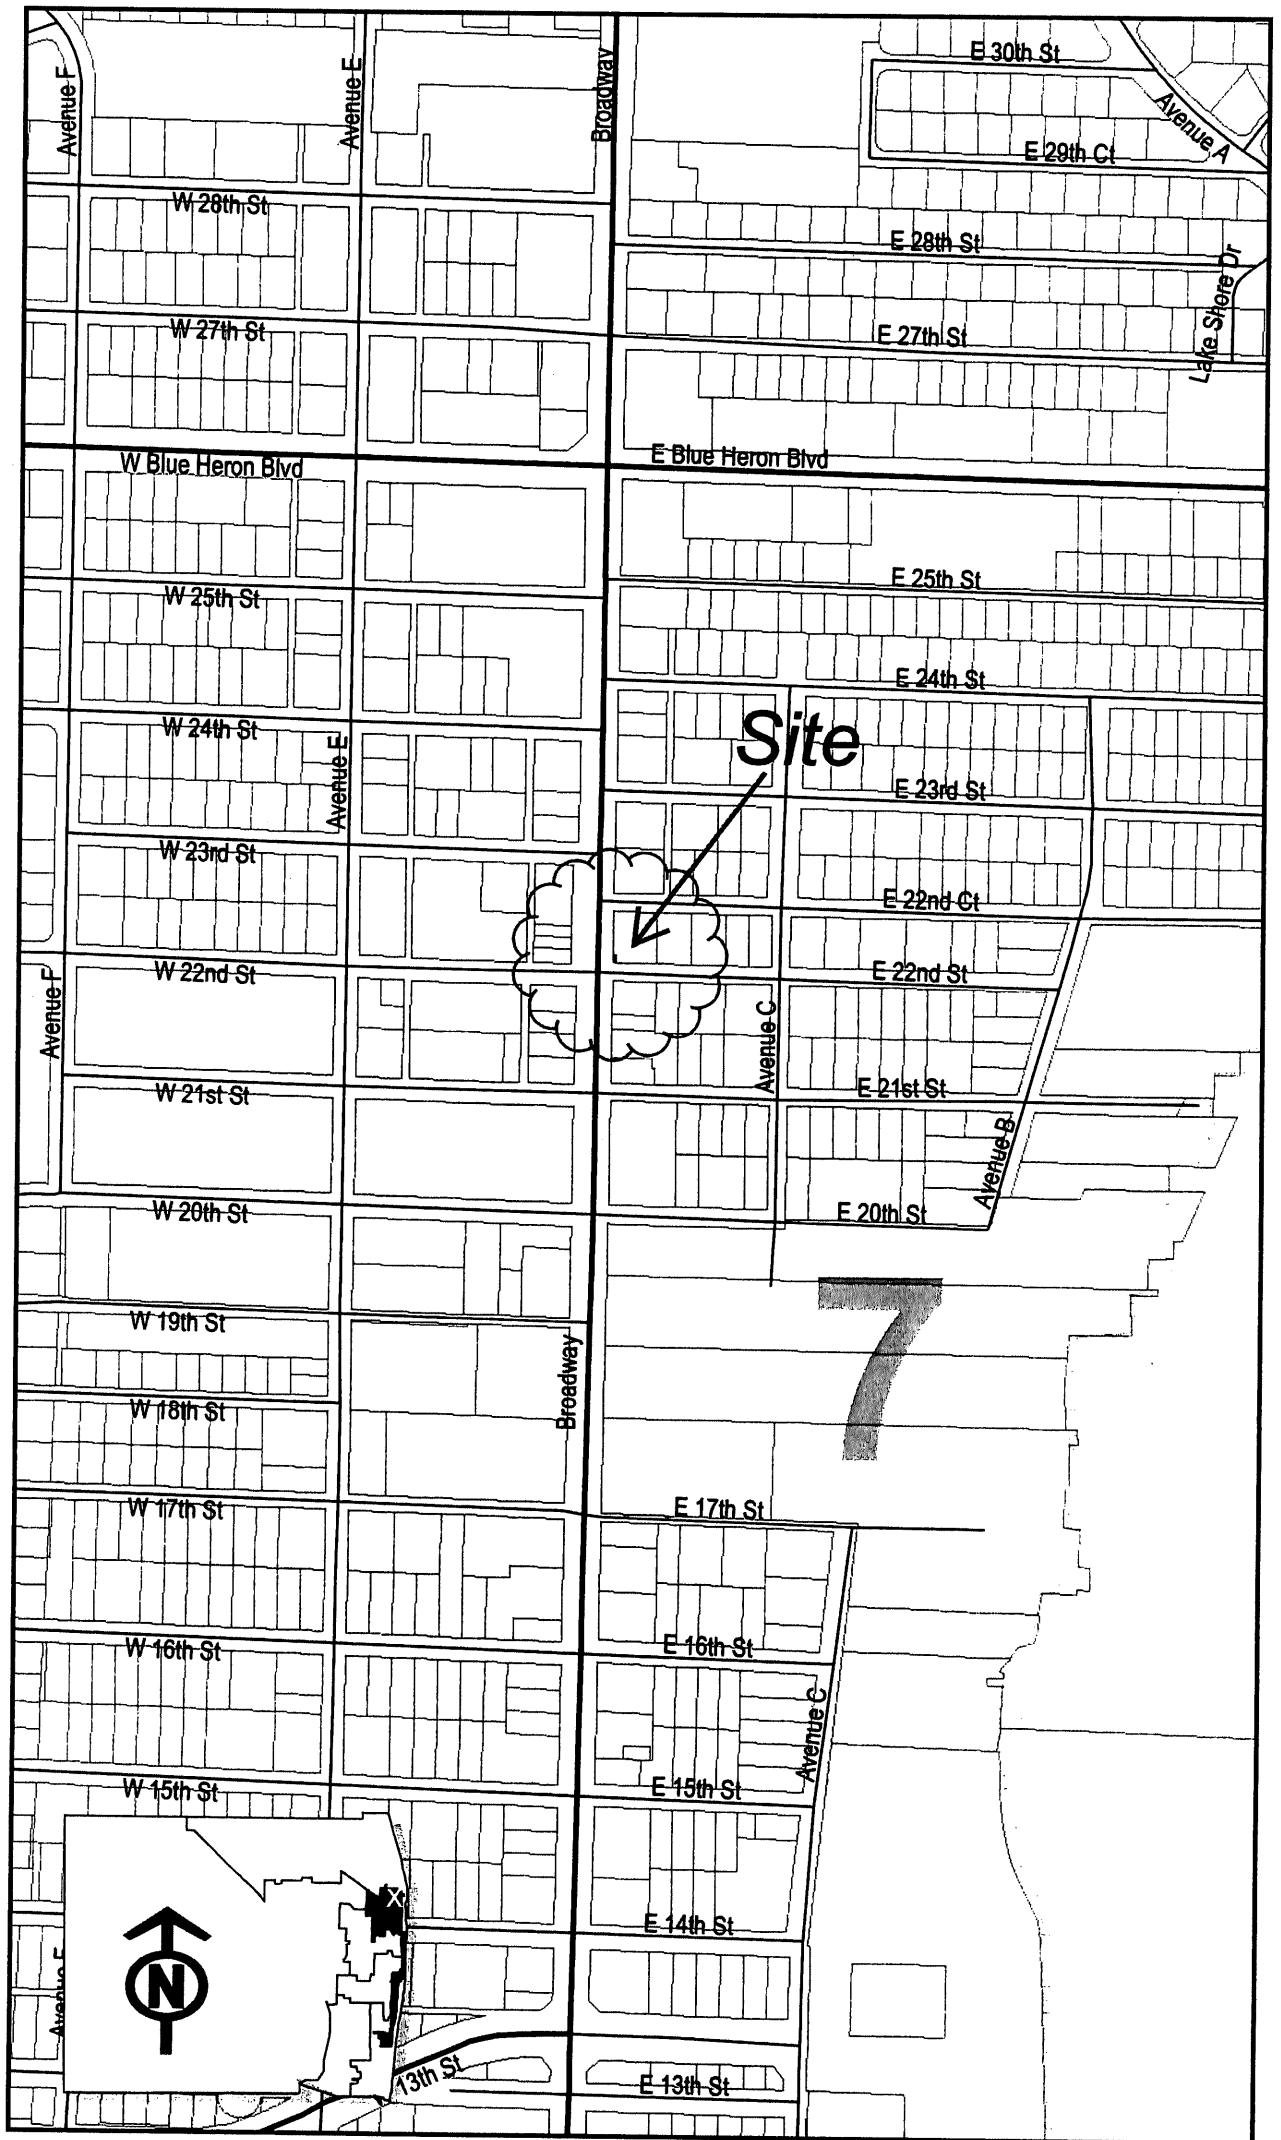 E 30th St
Avenue F
Avenue E
Broadway
Avenue A
E 29th Ct
W 28th St
E 28th St
Lake Shore Dr
W 27th St
E 27th St
W Blue Heron Blvd
E Blue Heron Blvd
W 25th St
E 25th St
E 24th St
W 24th St
Site
Avenue E
E 23rd St
W 23rd St
E 22nd Ct
W 22nd St
E 22nd St
Avenue F
Avenue C
W 21st St
E 21st St
Avenue B
W 20th St
E 20th St
7
W 19th St
Broadway
W 18th St
W 17th St
E 17th St
W 16th St
E 16th St
Avenue C
W 15th St
E 15th St
X
E 14th St
N
Avenue
13th St
E 13th St